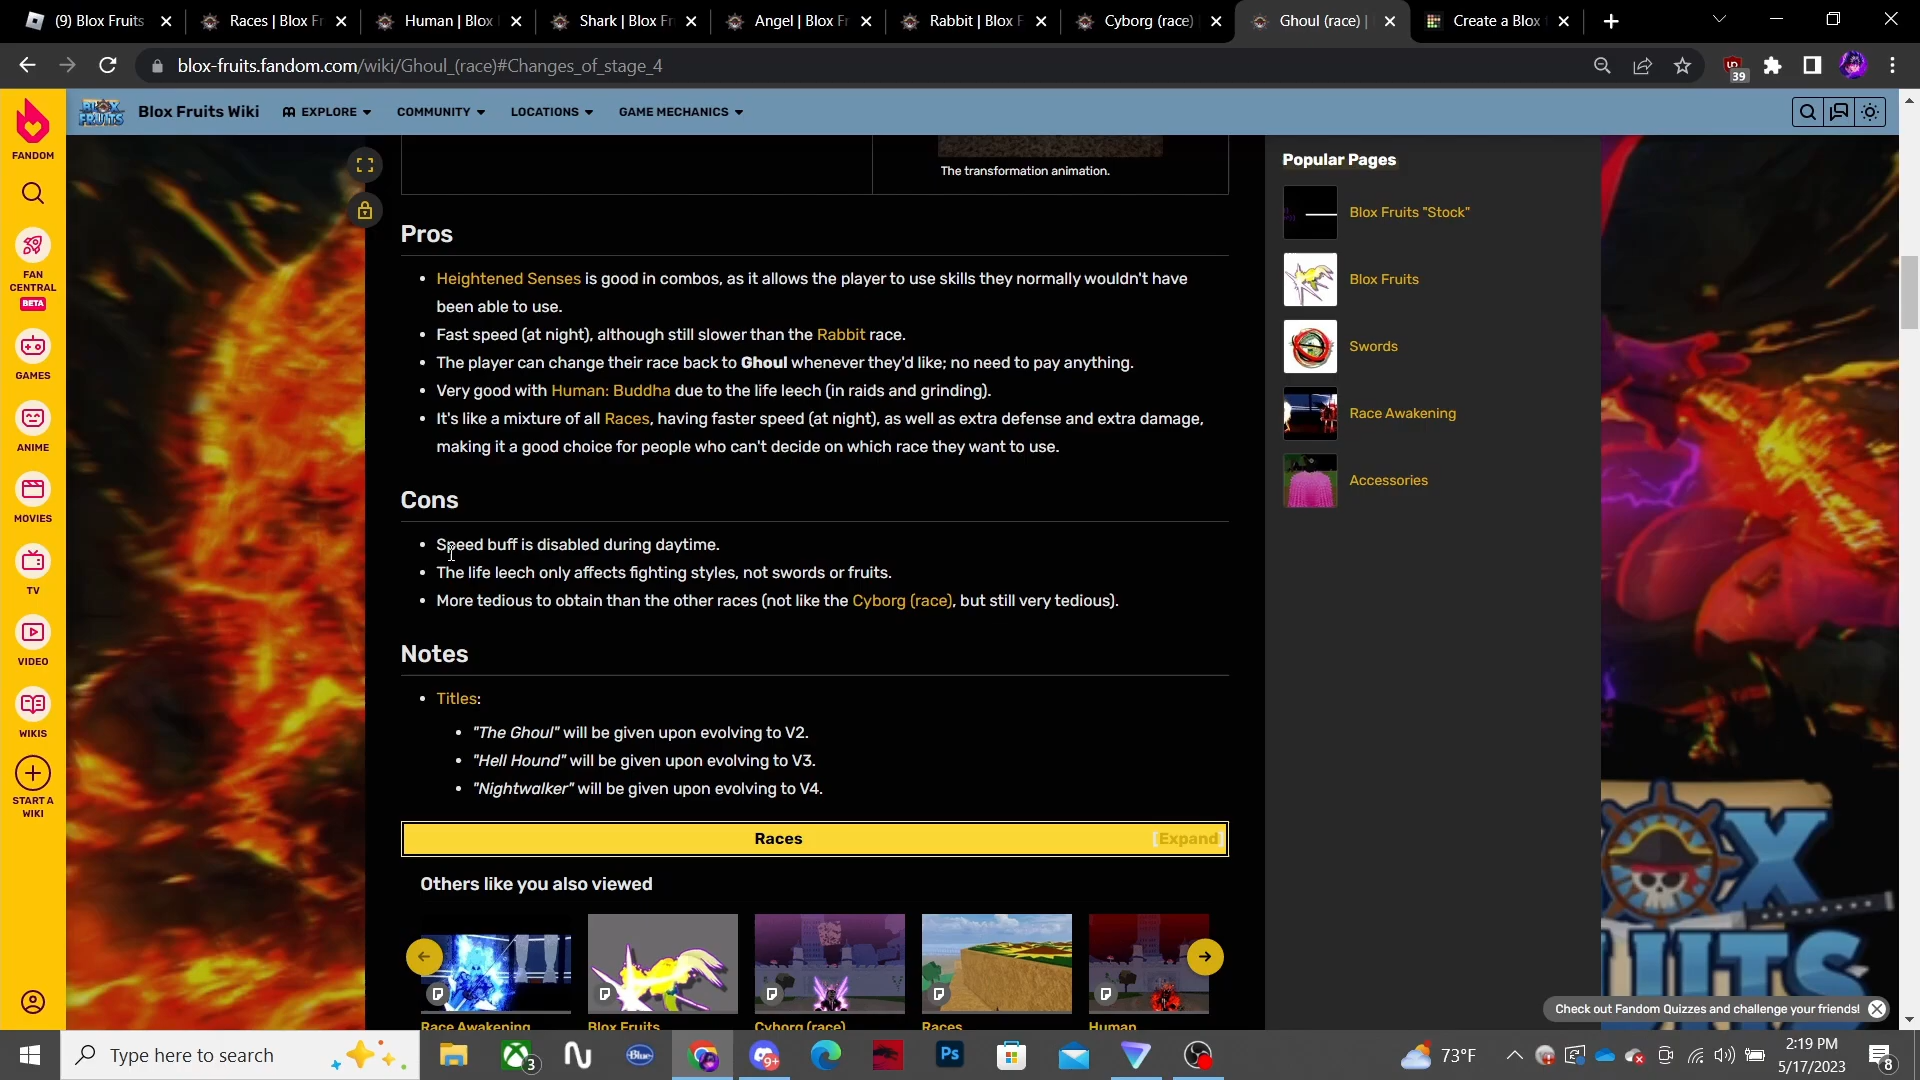 (9) Blox Fruits
Races | Blox Fr
Human | Blox
Shark | Blox Fr
Angel | Blox Fr
Rabbit | Blox F
Cyborg (race)
Ghoul (race) |
Create a Blox
blox-fruits.fandom.com/wiki/Ghoul_(race)#Changes_of_stage_4
39
Blox Fruits Wiki
EXPLORE
COMMUNITY
LOCATIONS
GAME MECHANICS
FANDOM
FAN
CENTRAL
BETA
GAMES
ANIME
MOVIES
TV
VIDEO
WIKIS
START A
WIKI
The transformation animation.
Pros
• Heightened Senses is good in combos, as it allows the player to use skills they normally wouldn't have
been able to use.
• Fast speed (at night), although still slower than the Rabbit race.
• The player can change their race back to Ghoul whenever they'd like; no need to pay anything.
• Very good with Human: Buddha due to the life leech (in raids and grinding).
• It's like a mixture of all Races, having faster speed (at night), as well as extra defense and extra damage,
making it a good choice for people who can't decide on which race they want to use.
Cons
• Speed buff is disabled during daytime.
• The life leech only affects fighting styles, not swords or fruits.
• More tedious to obtain than the other races (not like the Cyborg (race), but still very tedious).
Notes
• Titles:
• "The Ghoul" will be given upon evolving to V2.
• "Hell Hound" will be given upon evolving to V3.
• "Nightwalker" will be given upon evolving to V4.
Races
[Expand]
Others like you also viewed
Race Awakening
Blox Fruits
Cyborg (race)
Races
Human
Popular Pages
Blox Fruits "Stock"
Blox Fruits
Swords
Race Awakening
Accessories
Check out Fandom Quizzes and challenge your friends!
Type here to search
3
Blue
9+
Ps
73°F
2:19 PM
5/17/2023
8